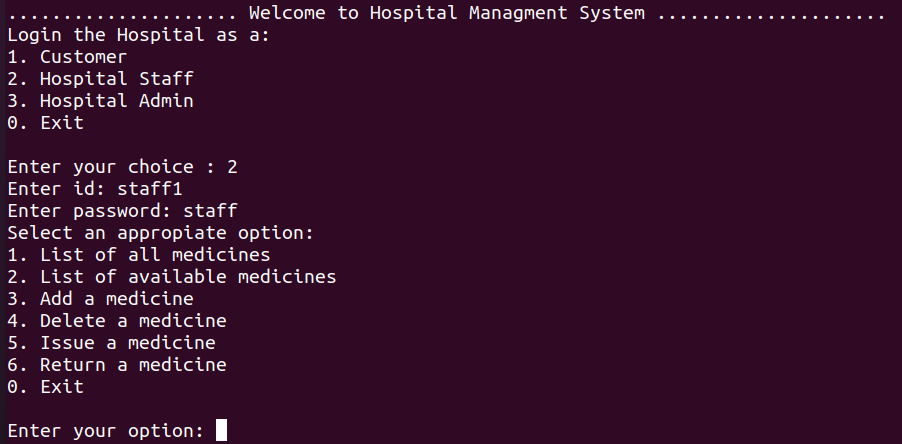 ..................... Welcome to Hospital Managment System .....................
Login the Hospital as a:
1. Customer
2. Hospital Staff
3. Hospital Admin
0. Exit
Enter your choice : 2
Enter id: staff1
Enter password: staff
Select an appropiate option:
1. List of all medicines
2. List of available medicines
3. Add a medicine
4. Delete a medicine
5. Issue a medicine
6. Return a medicine
0. Exit
Enter your option: